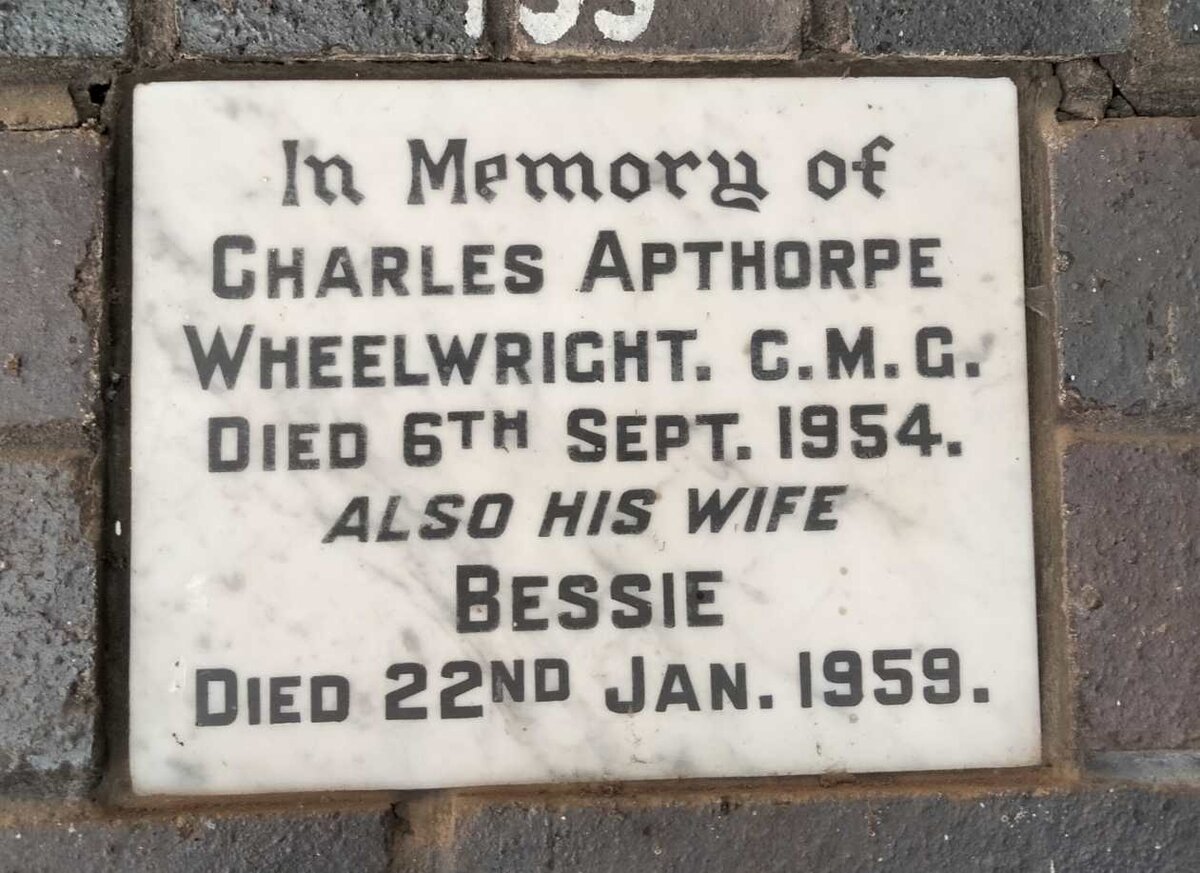 In Memory of
CHARLES APTHORPE
WHEELWRIGHT. C.M.G.
DIED 6TH SEPT. 1954.
ALSO HIS WIFE
BESSIE
DIED 22ND JAN. 1959.